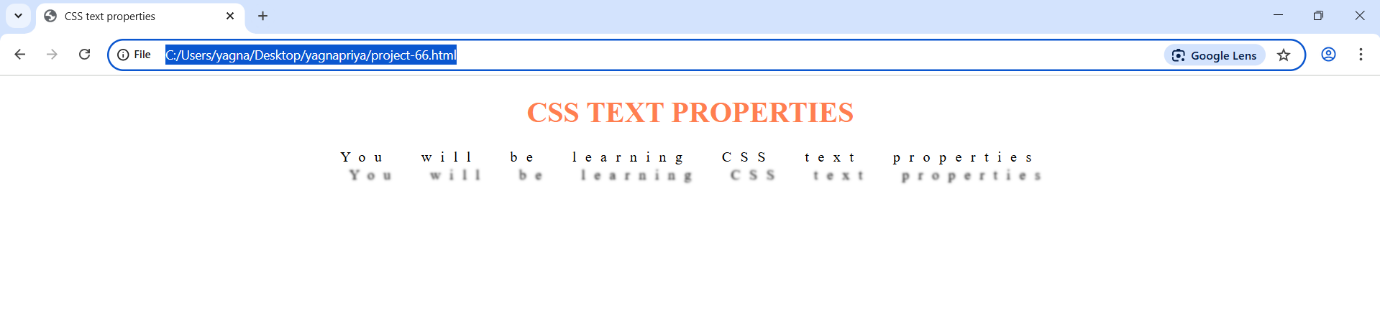 CSS text properties
File C:/Users/yagna/Desktop/yagnapriya/project-66.html Google Lens
CSS TEXT PROPERTIES
You will be learning CSS text properties
You will be learning CSS text properties